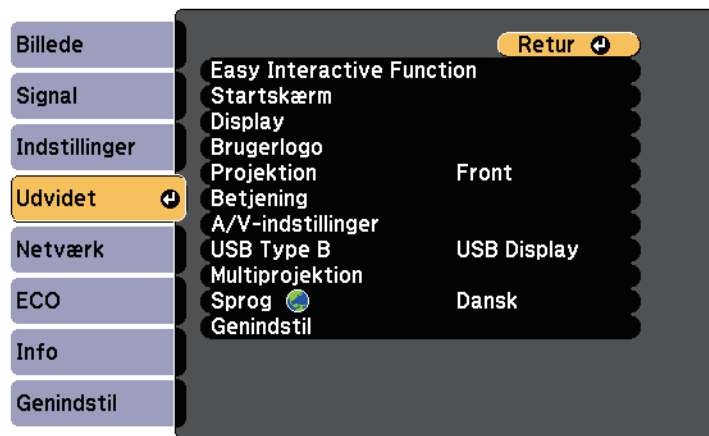 Billede
Signal
Indstillinger
Udvidet
Netværk
ECO
Info
Genindstil
Retur
Easy Interactive Function
Startskærm
Display
Brugerlogo
Projektion Front
Betjening
A/V-indstillinger
USB Type B USB Display
Multiprojektion
Sprog Dansk
Genindstil